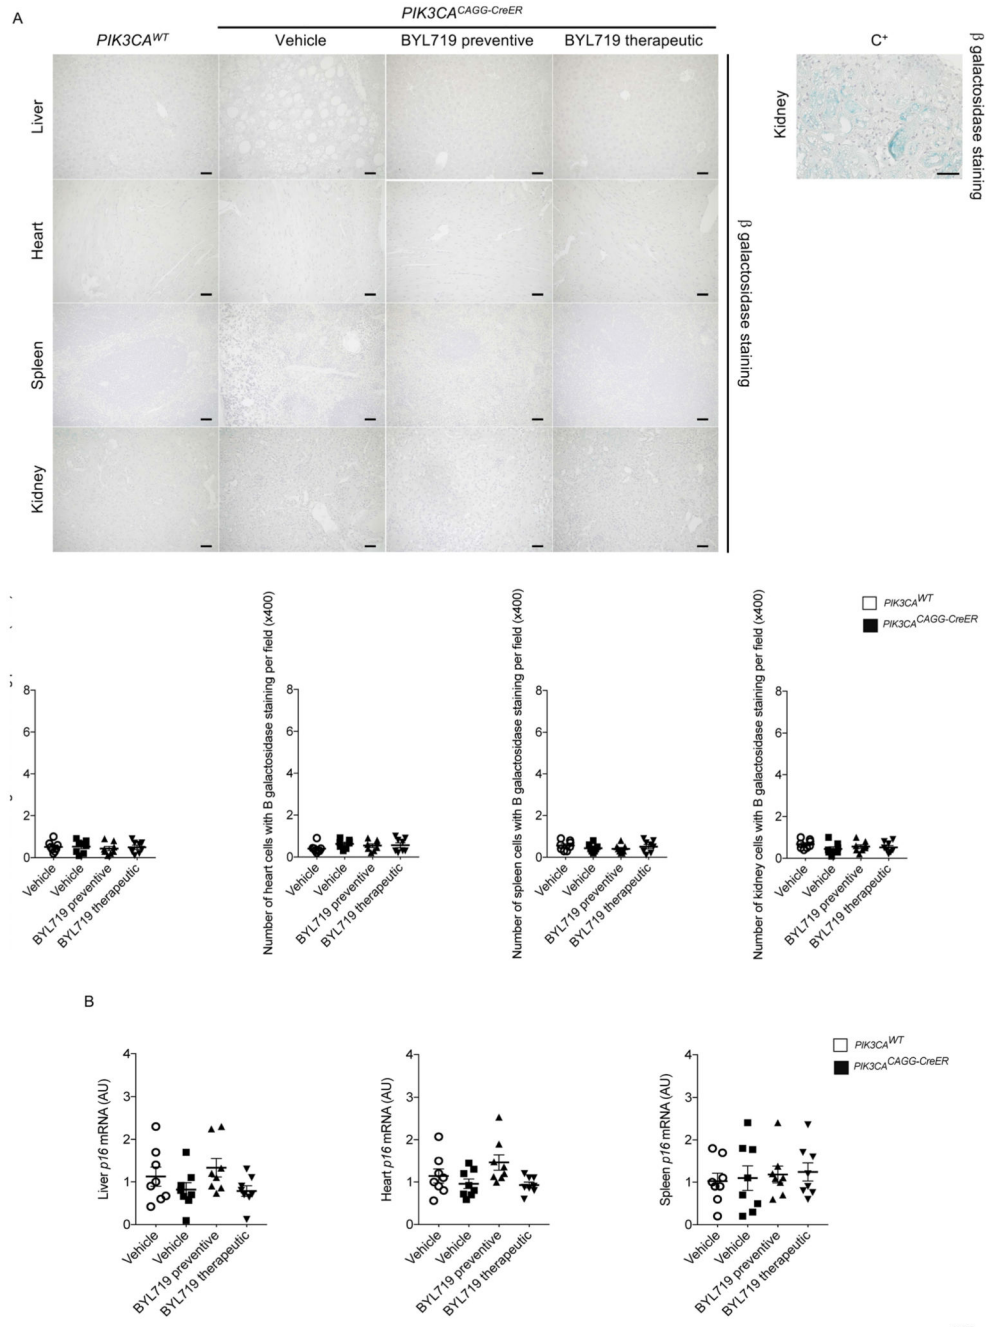 A
PIK3CA^CAGG-CreER
PIK3CA^WT
Vehicle
BYL719 preventive
BYL719 therapeutic
C+
Liver
Heart
Spleen
Kidney
β galactosidase staining
Kidney
β galactosidase staining
PIK3CA^WT
PIK3CA^CAGG-CreER
8
6
4
2
0
Vehicle
Vehicle
BYL719 preventive
BYL719 therapeutic
Number of heart cells with B galactosidase staining per field (x400)
8
6
4
2
0
Vehicle
Vehicle
BYL719 preventive
BYL719 therapeutic
Number of spleen cells with B galactosidase staining per field (x400)
8
6
4
2
0
Vehicle
Vehicle
BYL719 preventive
BYL719 therapeutic
Number of kidney cells with B galactosidase staining per field (x400)
8
6
4
2
0
Vehicle
Vehicle
BYL719 preventive
BYL719 therapeutic
B
PIK3CA^WT
PIK3CA^CAGG-CreER
Liver p16 mRNA (AU)
4
3
2
1
0
Vehicle
Vehicle
BYL719 preventive
BYL719 therapeutic
Heart p16 mRNA (AU)
4
3
2
1
0
Vehicle
Vehicle
BYL719 preventive
BYL719 therapeutic
Spleen p16 mRNA (AU)
4
3
2
1
0
Vehicle
Vehicle
BYL719 preventive
BYL719 therapeutic